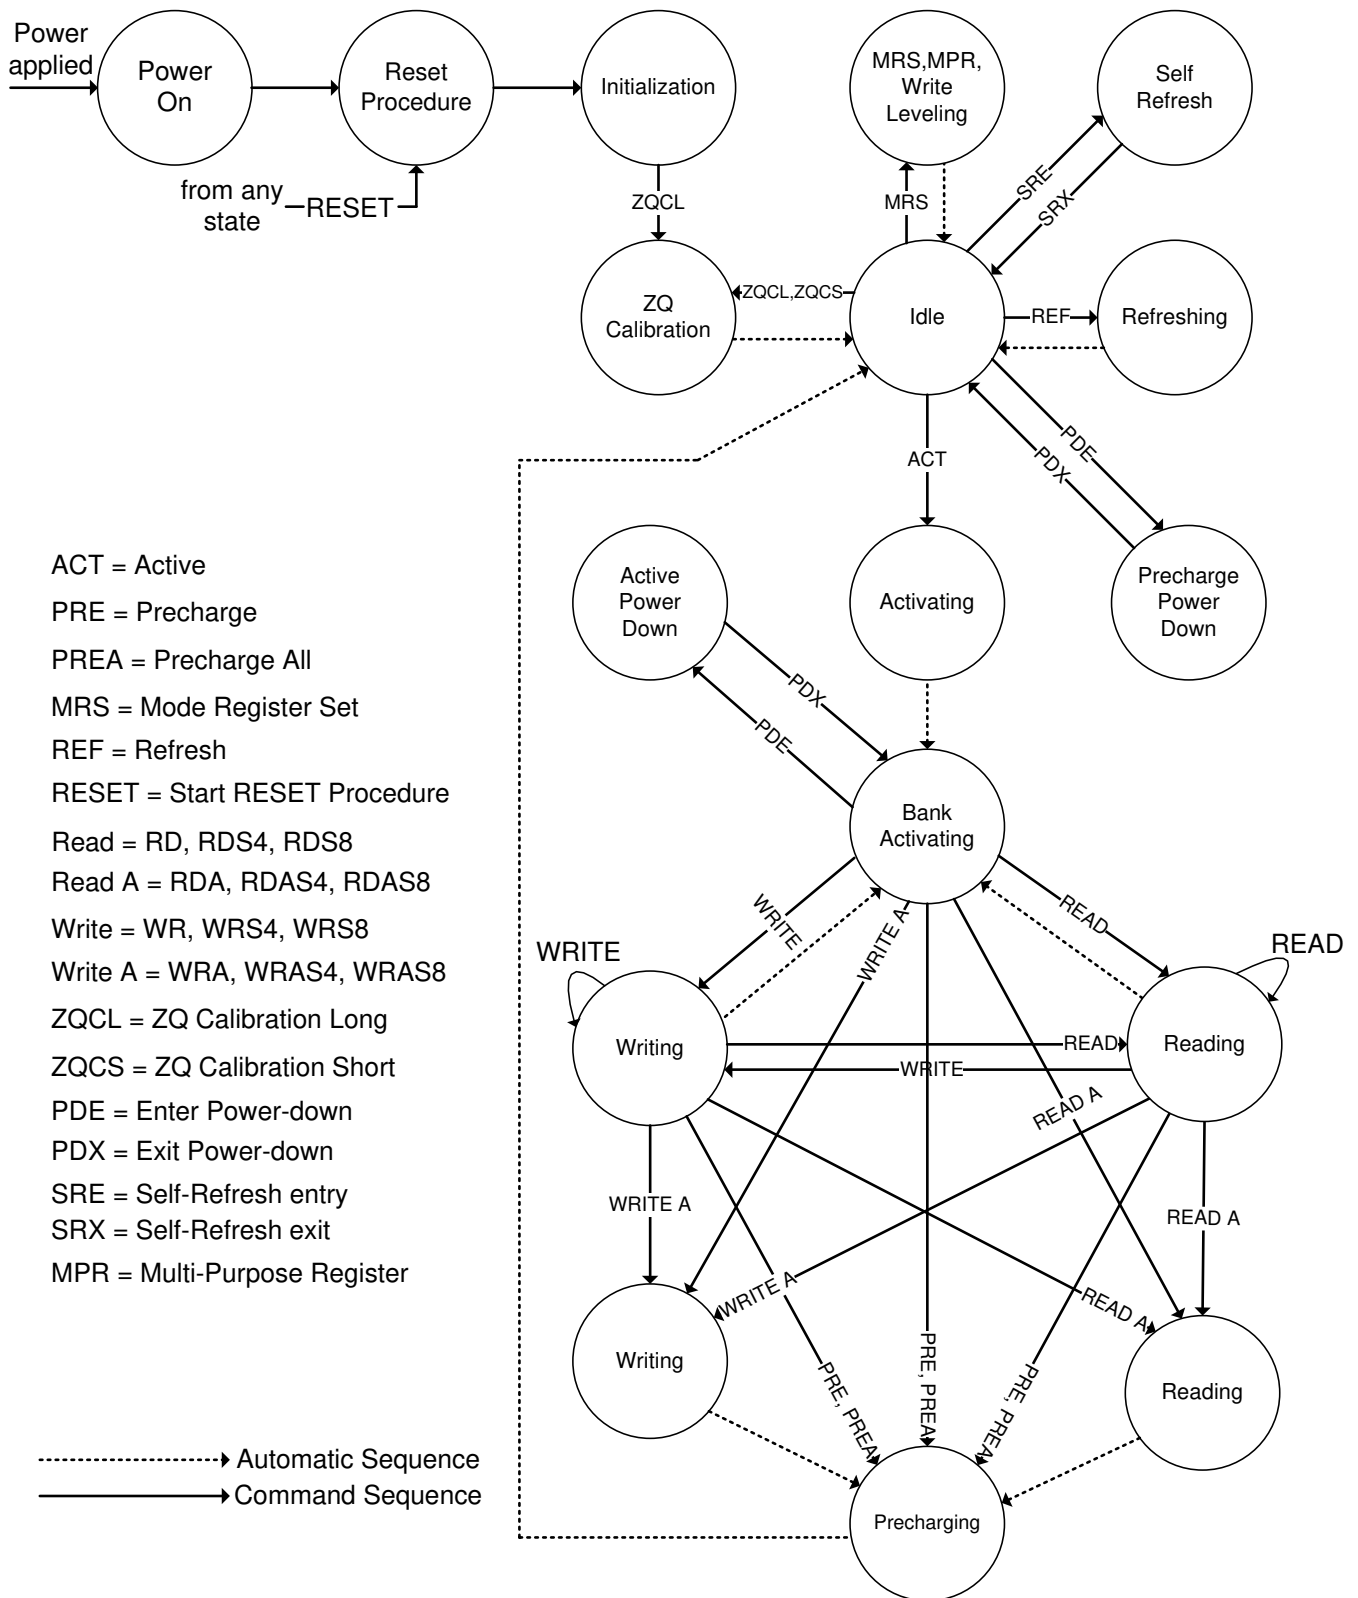 Power
applied
Power
On
Reset
Procedure
Initialization
MRS,MPR,
Write
Leveling
Self
Refresh
from any
state
RESET
ZQCL
MRS
SRE
SRX
ZQ
Calibration
ZQCL,ZQCS
Idle
REF
Refreshing
ACT
PDE
PDX
Active
Power
Down
Activating
Precharge
Power
Down
PDX
PDE
Bank
Activating
ACT = Active
PRE = Precharge
PREA = Precharge All
MRS = Mode Register Set
REF = Refresh
RESET = Start RESET Procedure
Read = RD, RDS4, RDS8
Read A = RDA, RDAS4, RDAS8
Write = WR, WRS4, WRS8
Write A = WRA, WRAS4, WRAS8
ZQCL = ZQ Calibration Long
ZQCS = ZQ Calibration Short
PDE = Enter Power-down
PDX = Exit Power-down
SRE = Self-Refresh entry
SRX = Self-Refresh exit
MPR = Multi-Purpose Register
WRITE
WRITE A
READ
WRITE
READ
Writing
READ
WRITE
Reading
READ A
WRITE A
READ A
WRITE A
READ A
Writing
PRE, PREA
PRE, PREA
PRE, PREA
Reading
Precharging
Automatic Sequence
Command Sequence